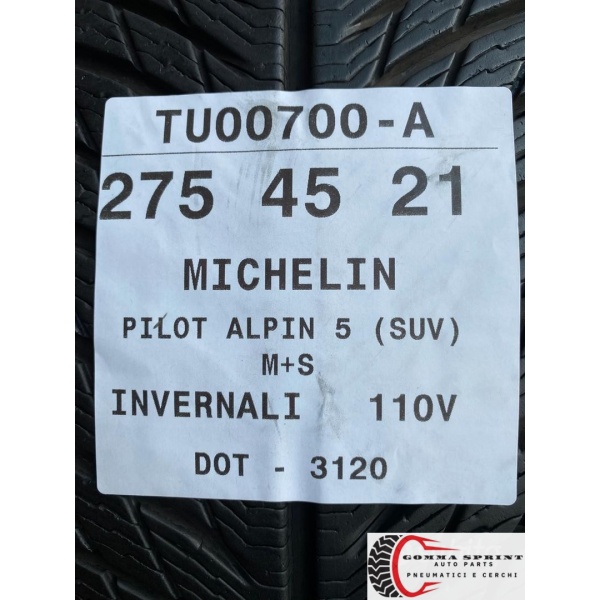 TU00700-A
275 45 21
MICHELIN
PILOT ALPIN 5 (SUV)
M+S
INVERNALI 110V
DOT - 3120
GOMMA SPRINT
AUTO PARTS
PNEUMATICI E CERCHI